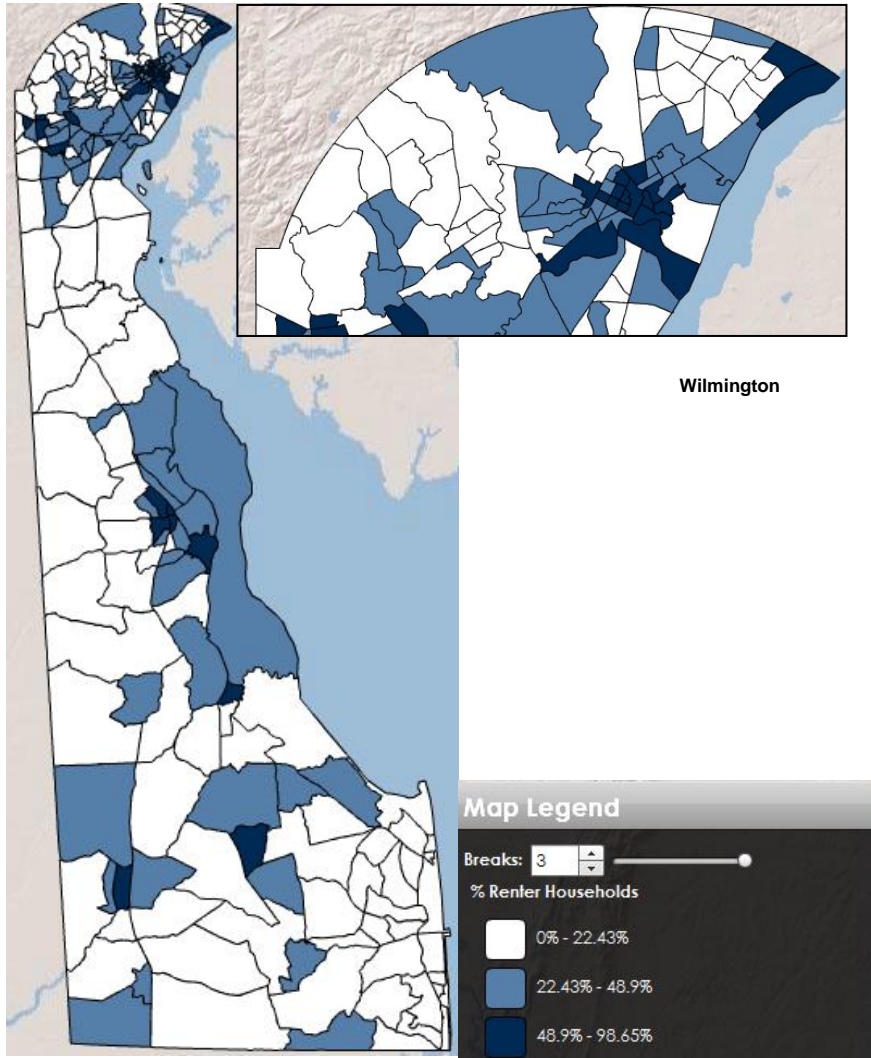 Wilmington
Map Legend
Breaks: 3
% Renter Households
0% - 22.43%
22.43% - 48.9%
48.9% - 98.65%